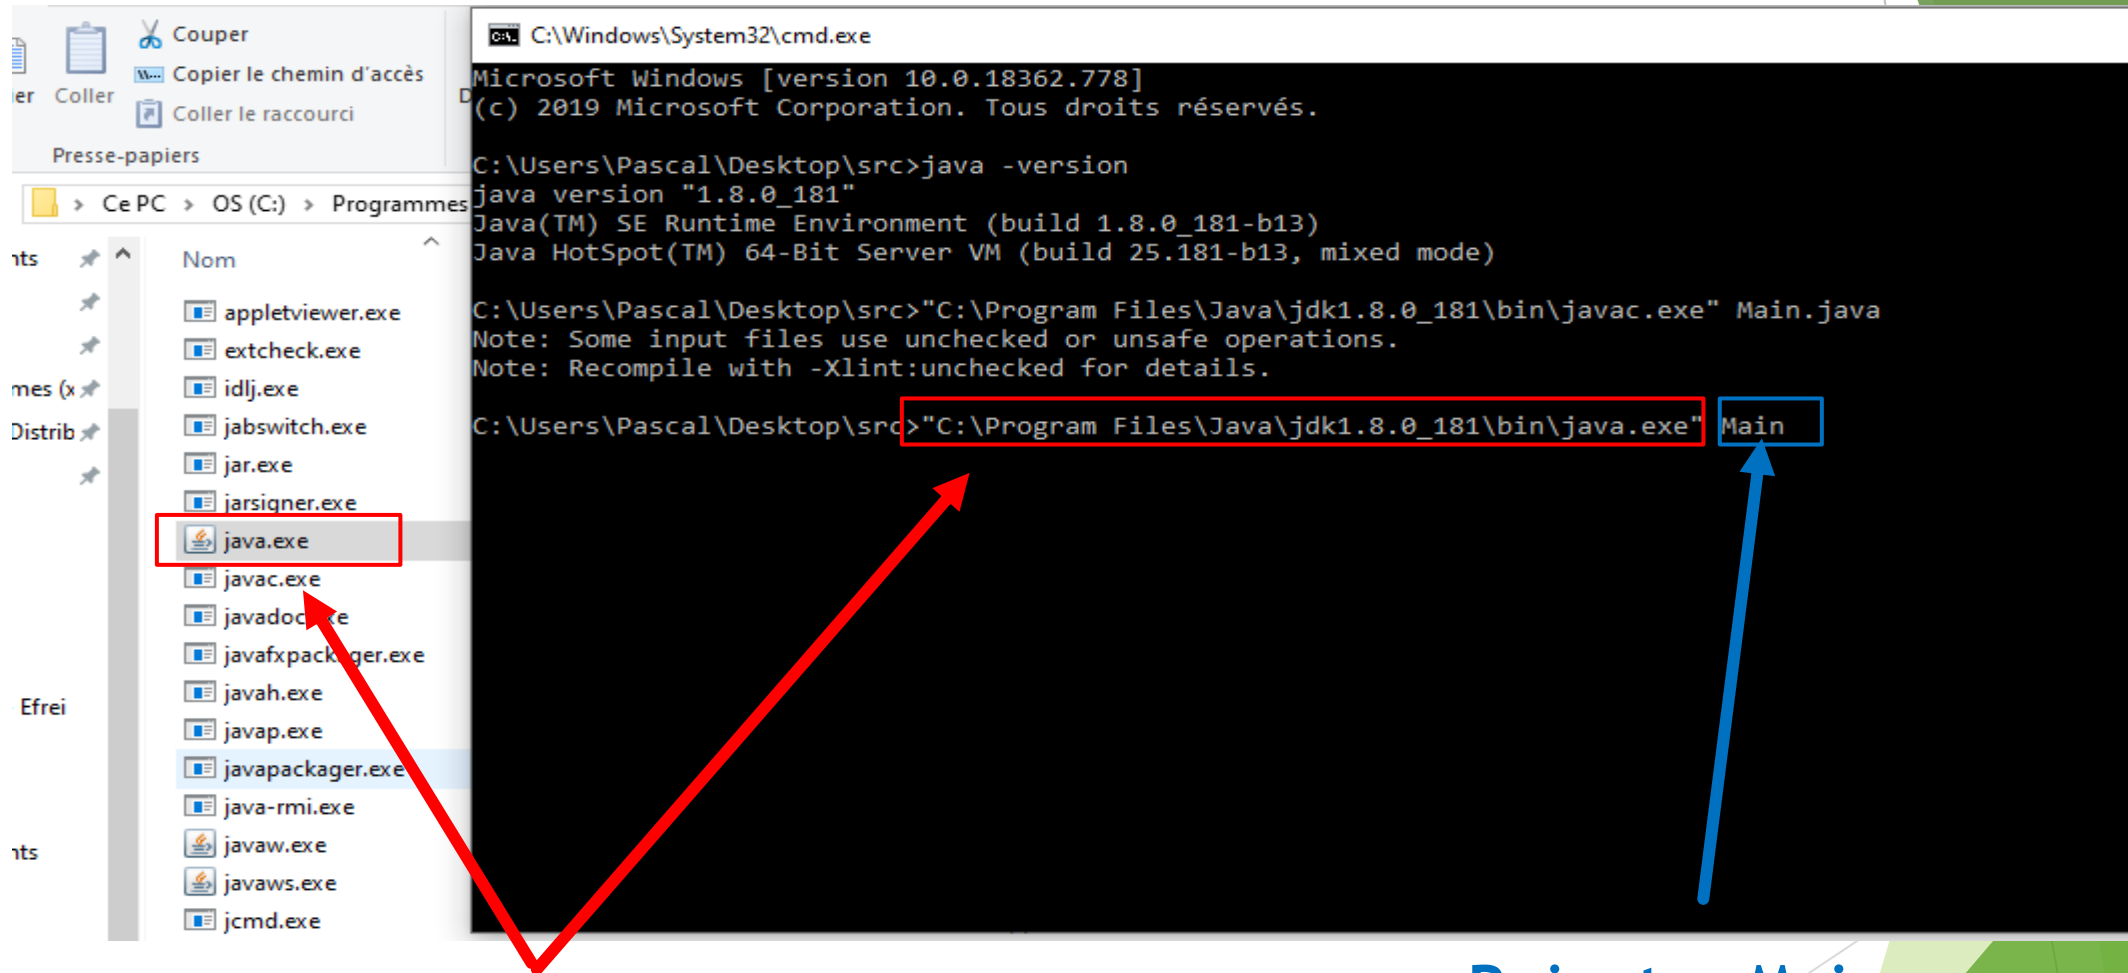 Couper
Copier le chemin d'accès
Coller
Coller le raccourci
Presse-papiers
Ce PC > OS (C:) > Programmes
Nom
appletviewer.exe
extcheck.exe
idlj.exe
jabswitch.exe
jar.exe
jarsigner.exe
java.exe
javac.exe
javafxpackager.exe
javah.exe
Efrei
javap.exe
javapackager.exe
java-rmi.exe
javaw.exe
javaws.exe
jcmd.exe
C:\Windows\System32\cmd.exe
Microsoft Windows [version 10.0.18362.778]
(c) 2019 Microsoft Corporation. Tous droits réservés.
C:\Users\Pascal\Desktop\src>java -version
java version "1.8.0_181"
Java(TM) SE Runtime Environment (build 1.8.0_181-b13)
Java HotSpot(TM) 64-Bit Server VM (build 25.181-b13, mixed mode)
C:\Users\Pascal\Desktop\src>"C:\Program Files\Java\jdk1.8.0_181\bin\javac.exe" Main.java
Note: Some input files use unchecked or unsafe operations.
Note: Recompile with -Xlint:unchecked for details.
C:\Users\Pascal\Desktop\src>"C:\Program Files\Java\jdk1.8.0_181\bin\java.exe" Main